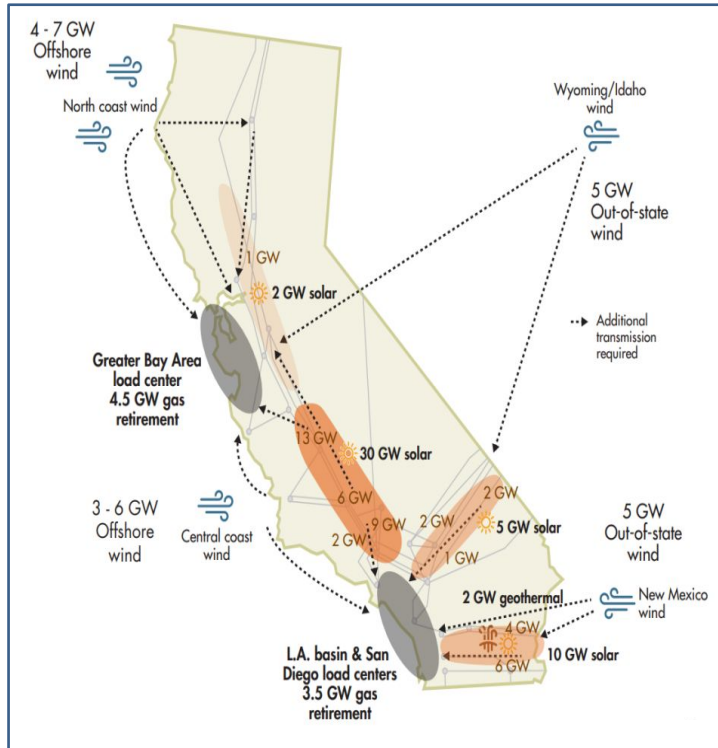 4 - 7 GW
Offshore
wind
North coast wind
Wyoming/Idaho
wind
5 GW
Out-of-state
wind
1 GW
2 GW solar
Additional
transmission
required
Greater Bay Area
load center
4.5 GW gas
retirement
13 GW
30 GW solar
6 GW
2 GW
9 GW
2 GW
2 GW
5 GW solar
1 GW
3 - 6 GW
Offshore
wind
Central coast
wind
5 GW
Out-of-state
wind
2 GW geothermal
New Mexico
wind
4 GW
10 GW solar
6 GW
L.A. basin & San
Diego load centers
3.5 GW gas
retirement